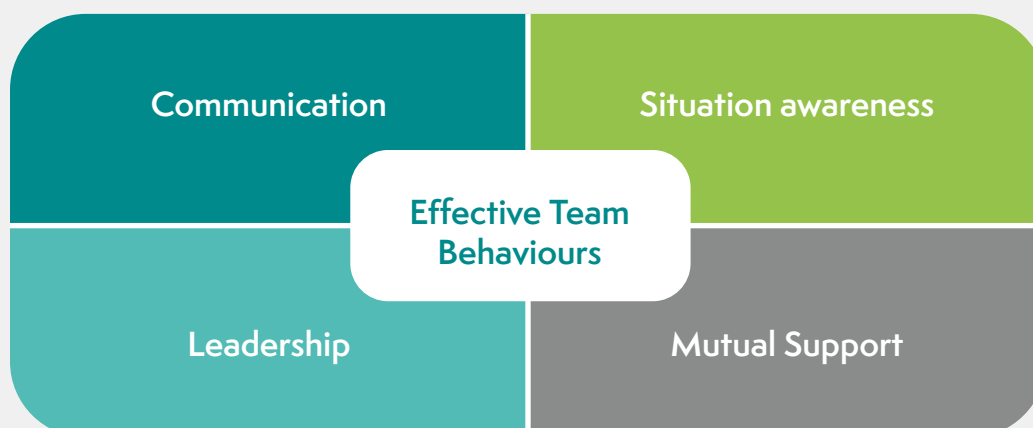 Communication
Situation awareness
Effective Team
Behaviours
Leadership
Mutual Support